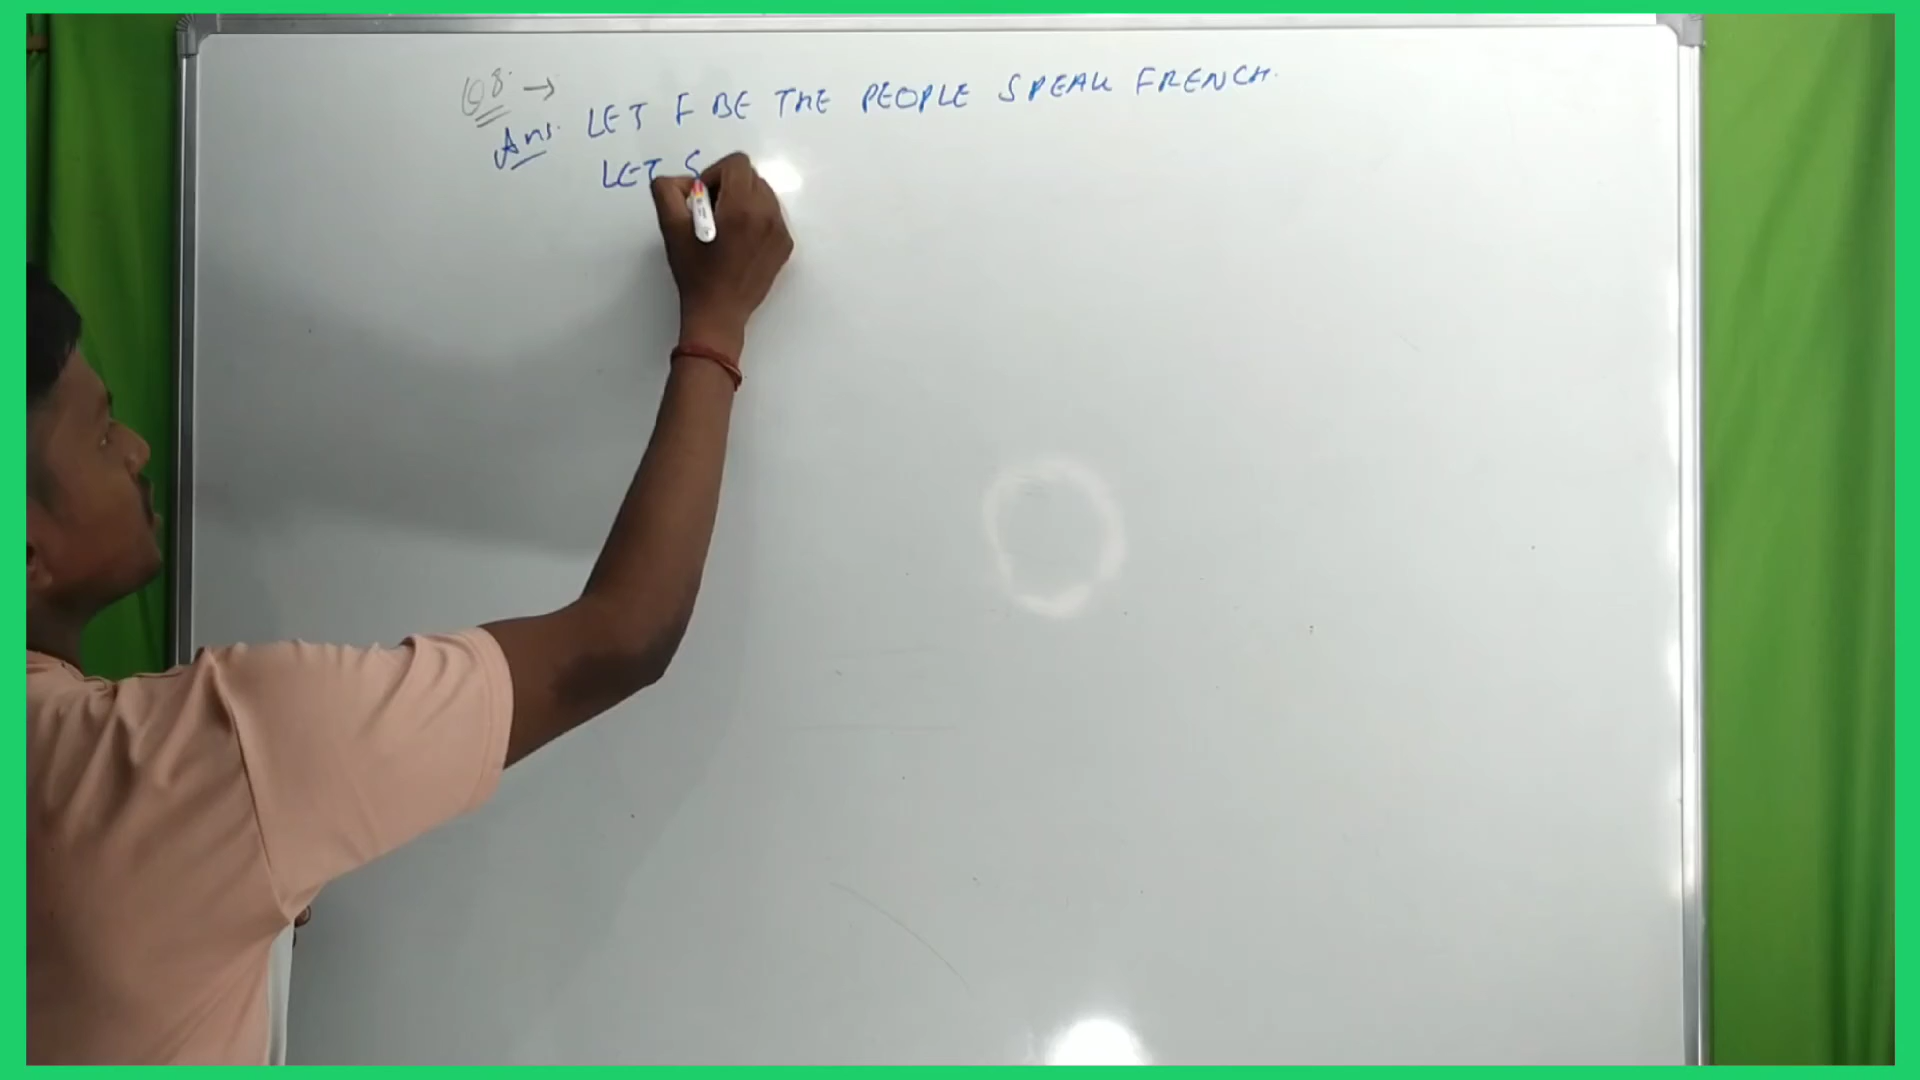 Q8. →
Ans. LET F BE THE PEOPLE SPEAK FRENCH.
LET S